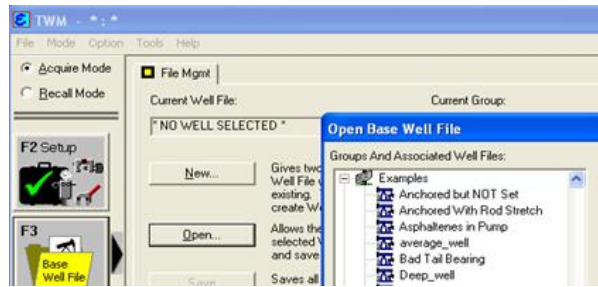 TWM - * : *
File Mode Option Tools Help
Acquire Mode
Recall Mode
File Mgmt
Current Well File:
Current Group:
* NO WELL SELECTED *
Open Base Well File
Groups And Associated Well Files:
F2 Setup
New...
Gives two
Well File
existing.
create We
Examples
Anchored but NOT Set
Anchored With Rod Stretch
Asphaltenes in Pump
average_well
Bad Tail Bearing
Deep_well
F3
Base
Well File
Open...
Allows the
selected
and save
Save
Saves all